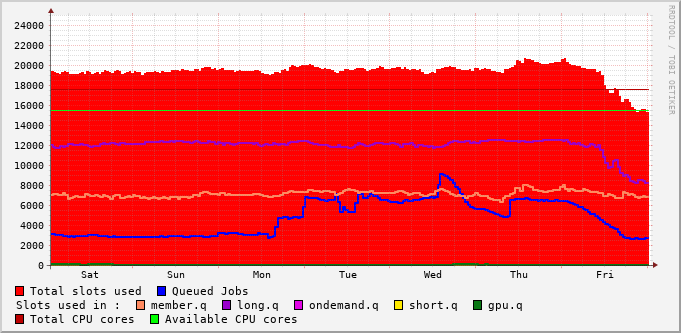 24000
22000
20000
18000
16000
14000
12000
10000
8000
6000
4000
2000
0
Sat Sun Mon Tue Wed Thu Fri
RRDTOOL / TOBI OETIKER
Total slots used Queued Jobs
Slots used in : member.q long.q ondemand.q short.q gpu.q
Total CPU cores Available CPU cores